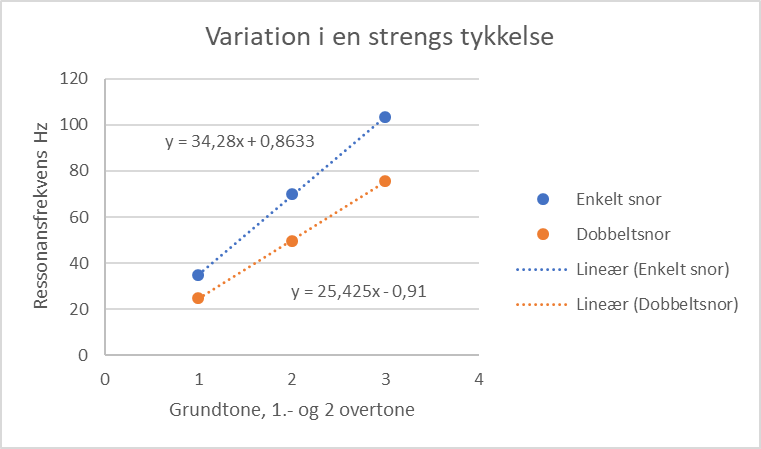 Variation i en strengs tykkelse
Ressonansfrekvens Hz
120
100
80
60
40
20
0
y = 34,28x + 0,8633
y = 25,425x - 0,91
0 1 2 3 4
Grundtone, 1.- og 2 overtone
Enkelt snor
Dobbeltsnor
Lineær (Enkelt snor)
Lineær (Dobbeltsnor)